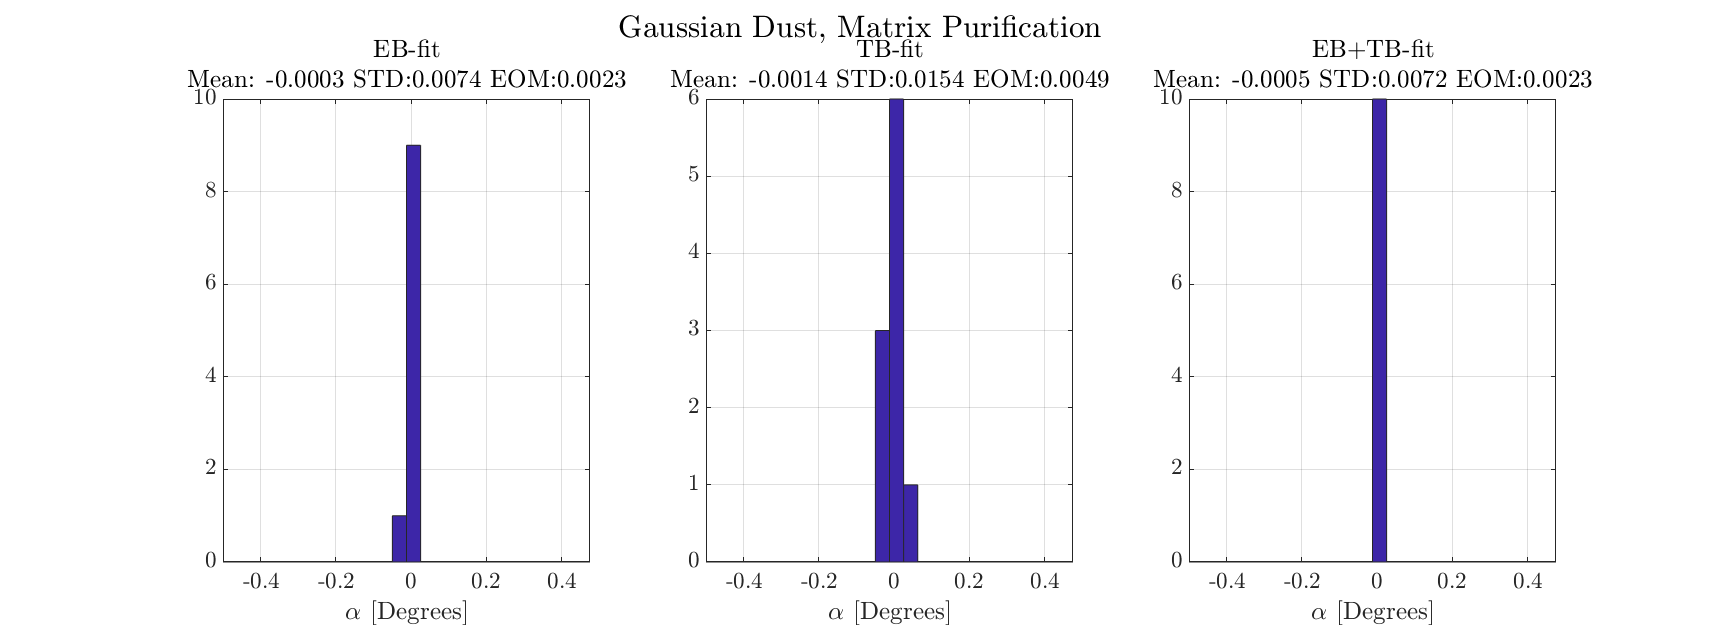 Gaussian Dust, Matrix Purification
EB-fit
Mean: -0.0003 STD:0.0074 EOM:0.0023
10
8
6
4
2
0
-0.4 -0.2 0 0.2 0.4
α [Degrees]
TB-fit
Mean: -0.0014 STD:0.0154 EOM:0.0049
6
5
4
3
2
1
0
-0.4 -0.2 0 0.2 0.4
α [Degrees]
EB+TB-fit
Mean: -0.0005 STD:0.0072 EOM:0.0023
10
8
6
4
2
0
-0.4 -0.2 0 0.2 0.4
α [Degrees]